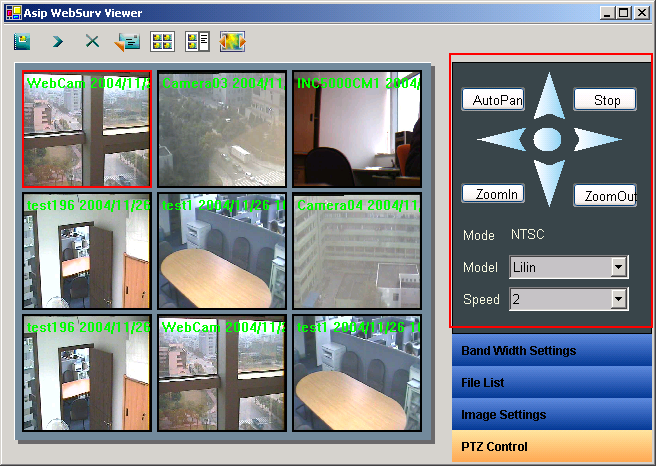 Asip WebSurv Viewer
WebCam 2004/11/
Camera03 2004/11/
INC5000CM1 2004/
test196 2004/11/26
test1 2004/11/26
Camera04 2004/11
test196 2004/11/26
WebCam 2004/11/
test1 2004/11/26 1
AutoPan
Stop
ZoomIn
ZoomOut
Mode NTSC
Model Lilin
Speed 2
Band Width Settings
File List
Image Settings
PTZ Control